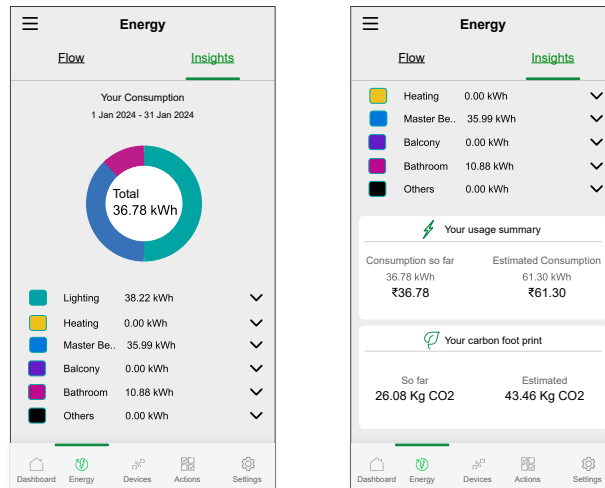 Energy
Flow Insights
Your Consumption
1 Jan 2024 - 31 Jan 2024
Total
36.78 kWh
Lighting 38.22 kWh
Heating 0.00 kWh
Master Be.. 35.99 kWh
Balcony 0.00 kWh
Bathroom 10.88 kWh
Others 0.00 kWh
Dashboard Energy Devices Actions Settings
Energy
Flow Insights
Heating 0.00 kWh
Master Be.. 35.99 kWh
Balcony 0.00 kWh
Bathroom 10.88 kWh
Others 0.00 kWh
Your usage summary
Consumption so far Estimated Consumption
36.78 kWh 61.30 kWh
₹36.78 ₹61.30
Your carbon foot print
So far Estimated
26.08 Kg CO2 43.46 Kg CO2
Dashboard Energy Devices Actions Settings